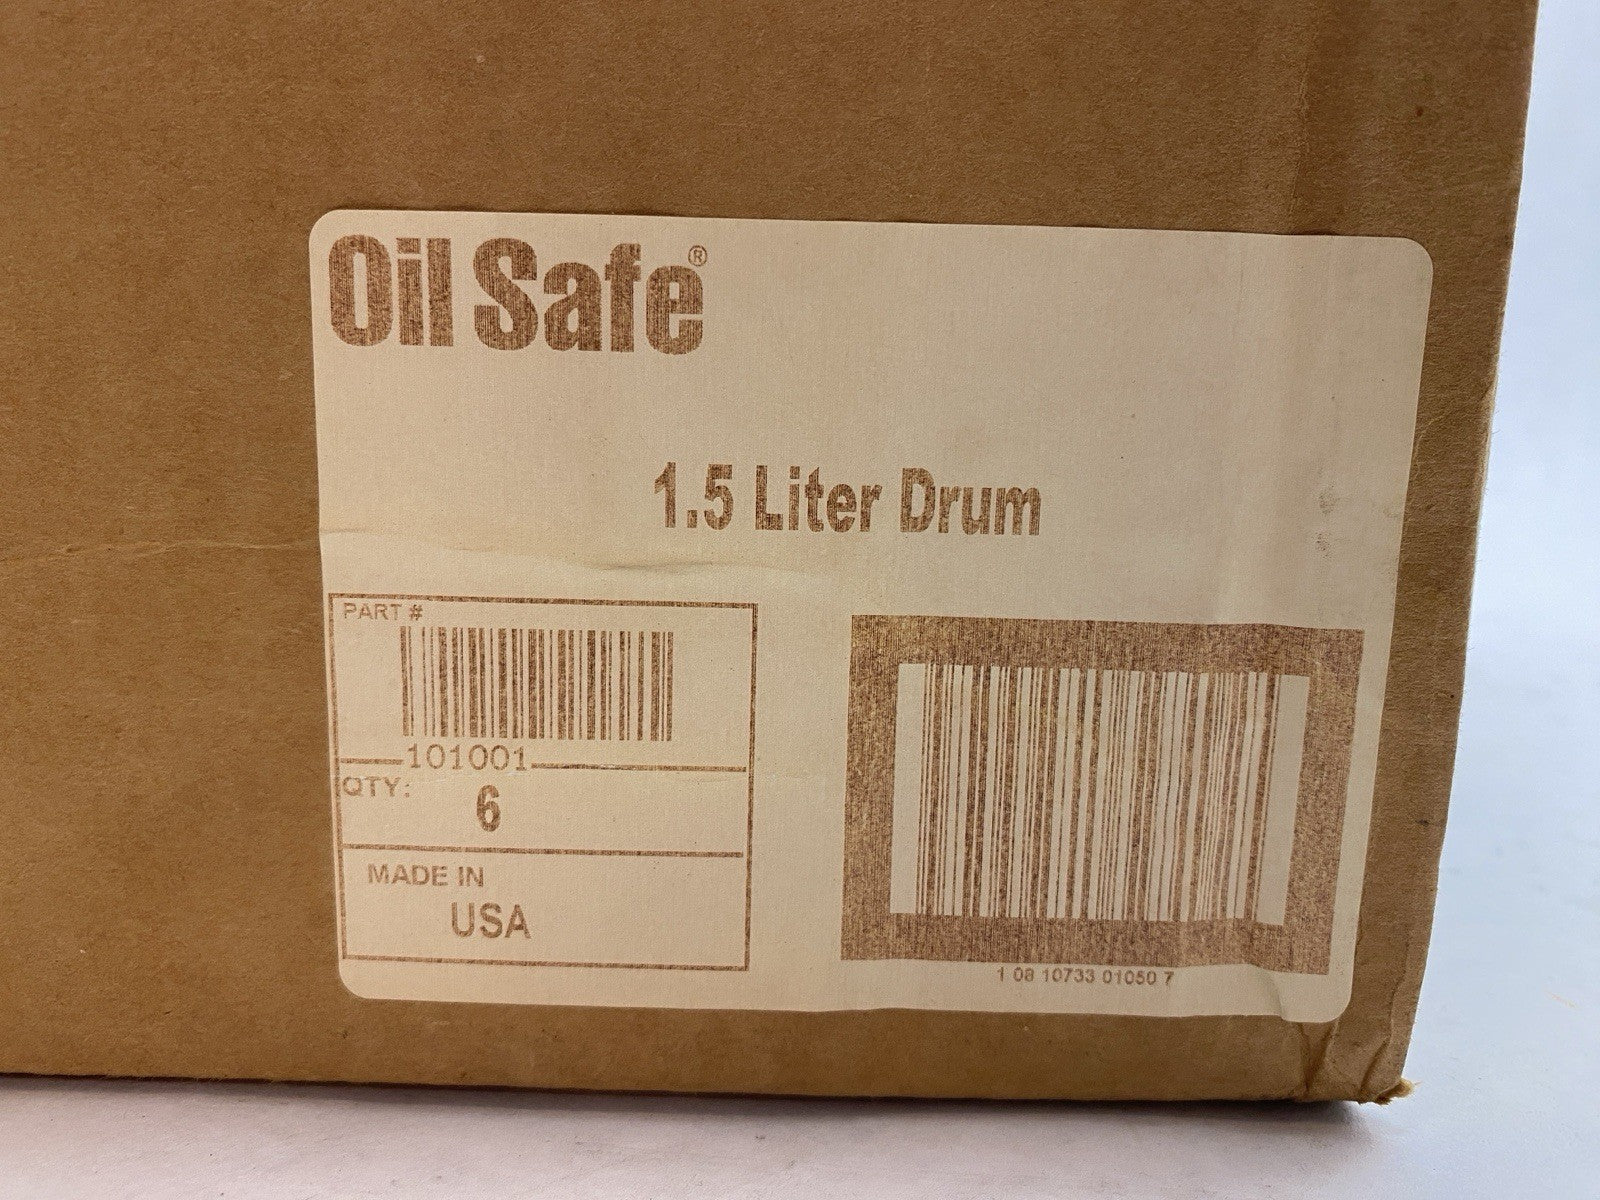 Oil Safe®
1.5 Liter Drum
PART #
101001
QTY:
6
MADE IN
USA
1 08 10733 01050 7